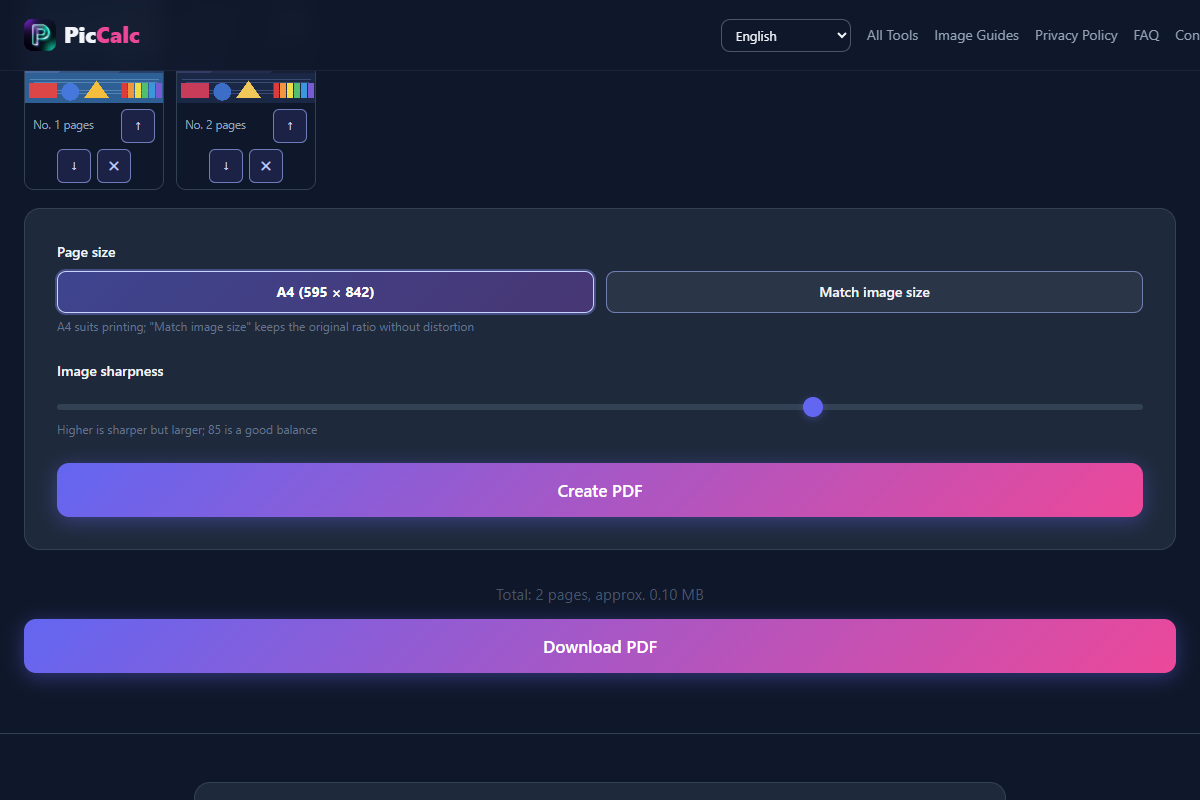 PicCalc
English
All Tools
Image Guides
Privacy Policy
FAQ
Con
No. 1 pages
↑
↓
×
No. 2 pages
↑
↓
×
Page size
A4 (595 × 842)
Match image size
A4 suits printing; "Match image size" keeps the original ratio without distortion
Image sharpness
Higher is sharper but larger; 85 is a good balance
Create PDF
Total: 2 pages, approx. 0.10 MB
Download PDF